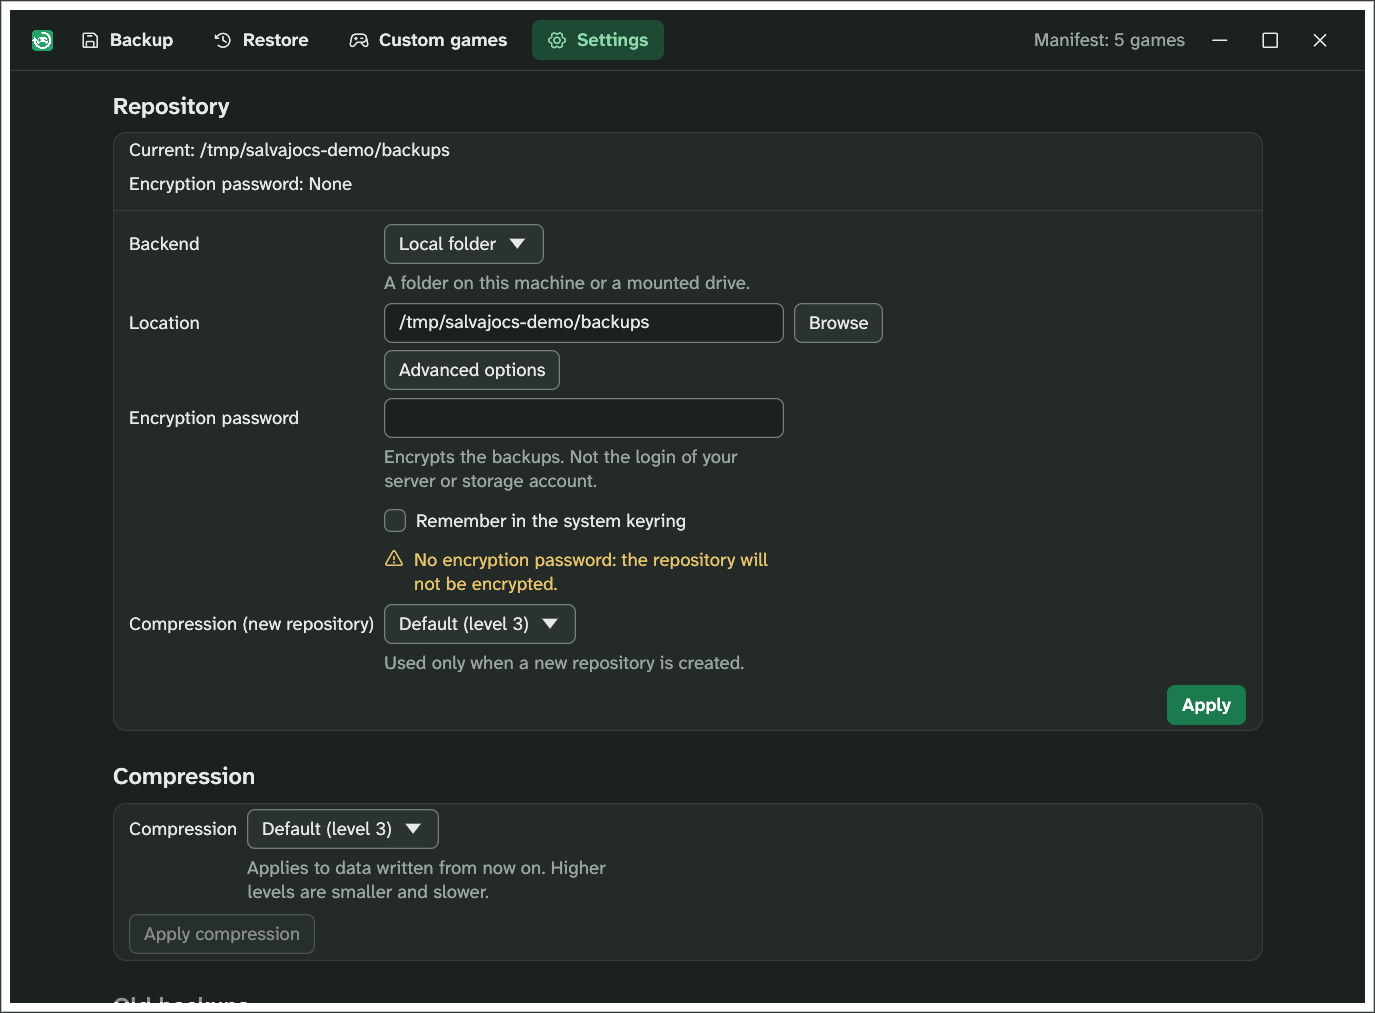 Backup
Restore
Custom games
Settings
Manifest: 5 games
Repository
Current: /tmp/salvajocs-demo/backups
Encryption password: None
Backend
Local folder
A folder on this machine or a mounted drive.
Location
/tmp/salvajocs-demo/backups
Browse
Advanced options
Encryption password
Encrypts the backups. Not the login of your
server or storage account.
Remember in the system keyring
No encryption password: the repository will
not be encrypted.
Compression (new repository)
Default (level 3)
Used only when a new repository is created.
Apply
Compression
Compression
Default (level 3)
Applies to data written from now on. Higher
levels are smaller and slower.
Apply compression
Old backups